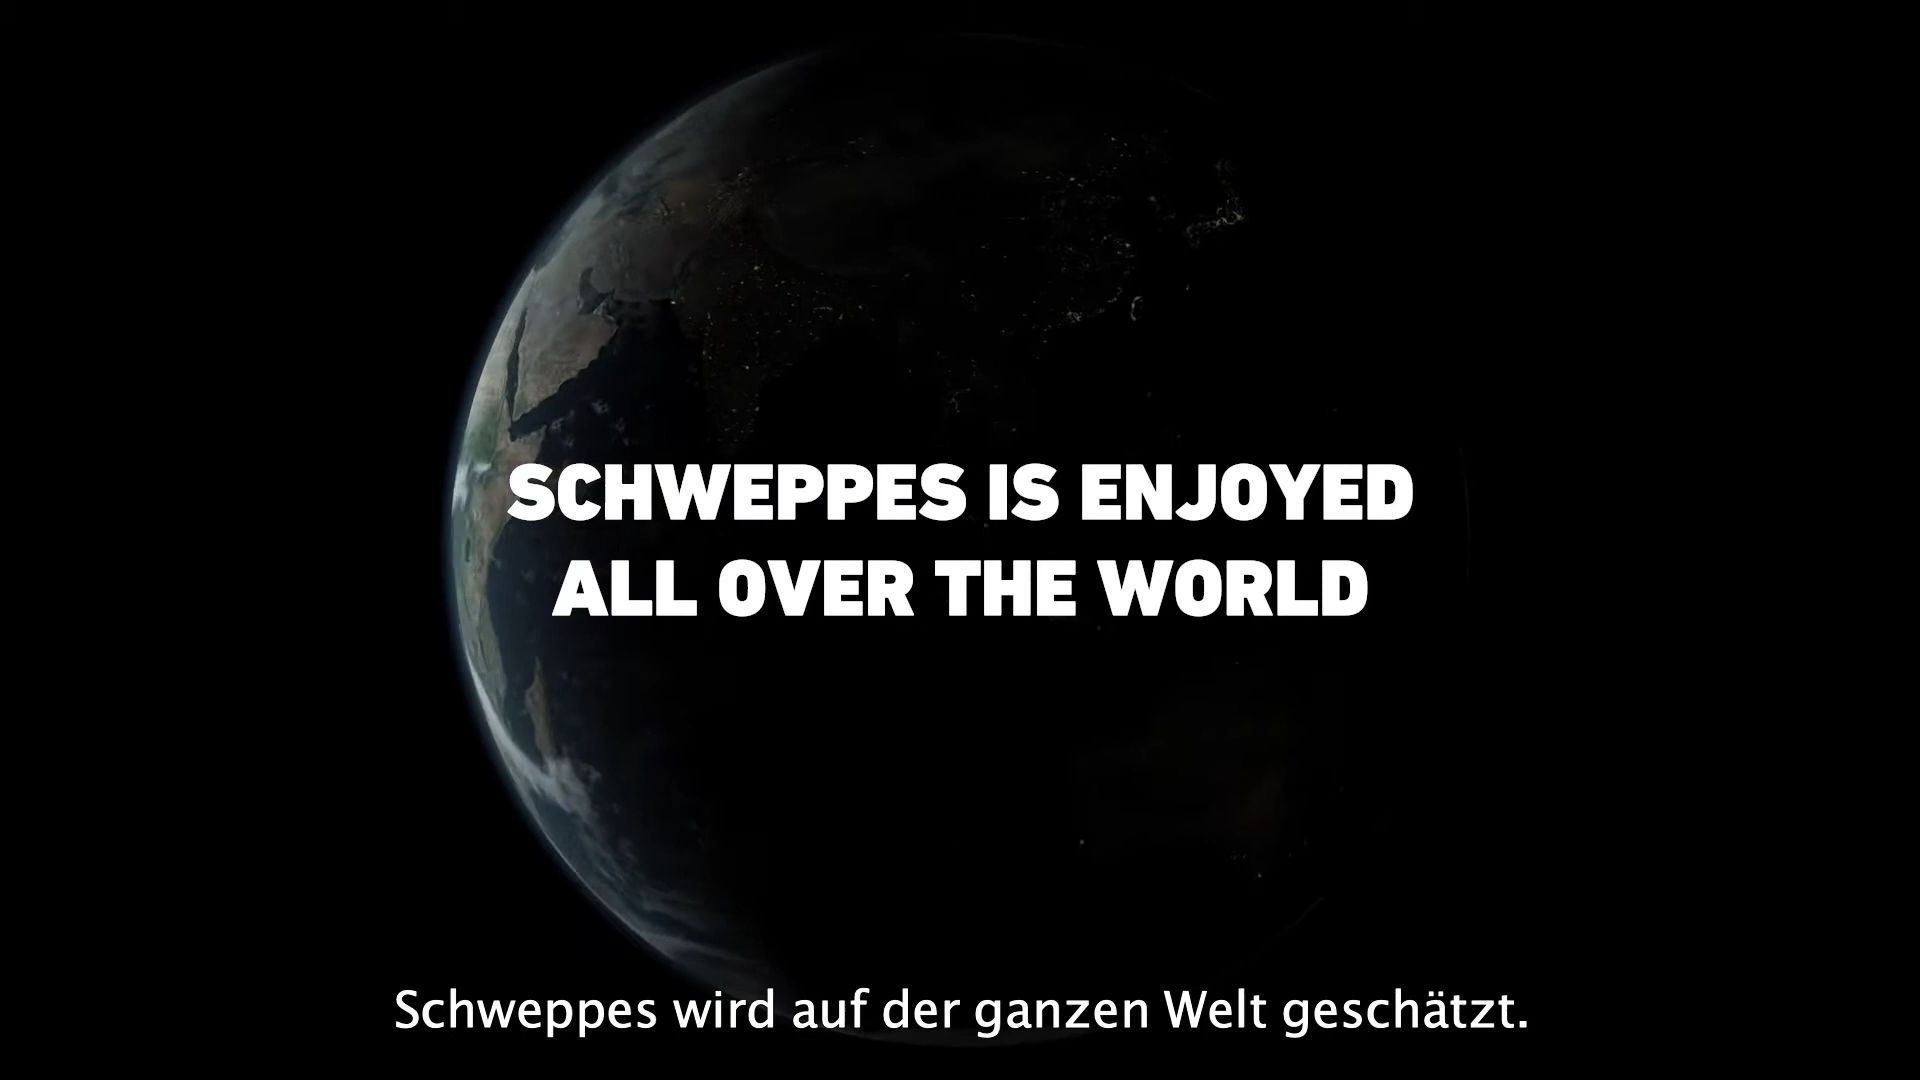 SCHWEPPES IS ENJOYED
ALL OVER THE WORLD
Schweppes wird auf der ganzen Welt geschätzt.